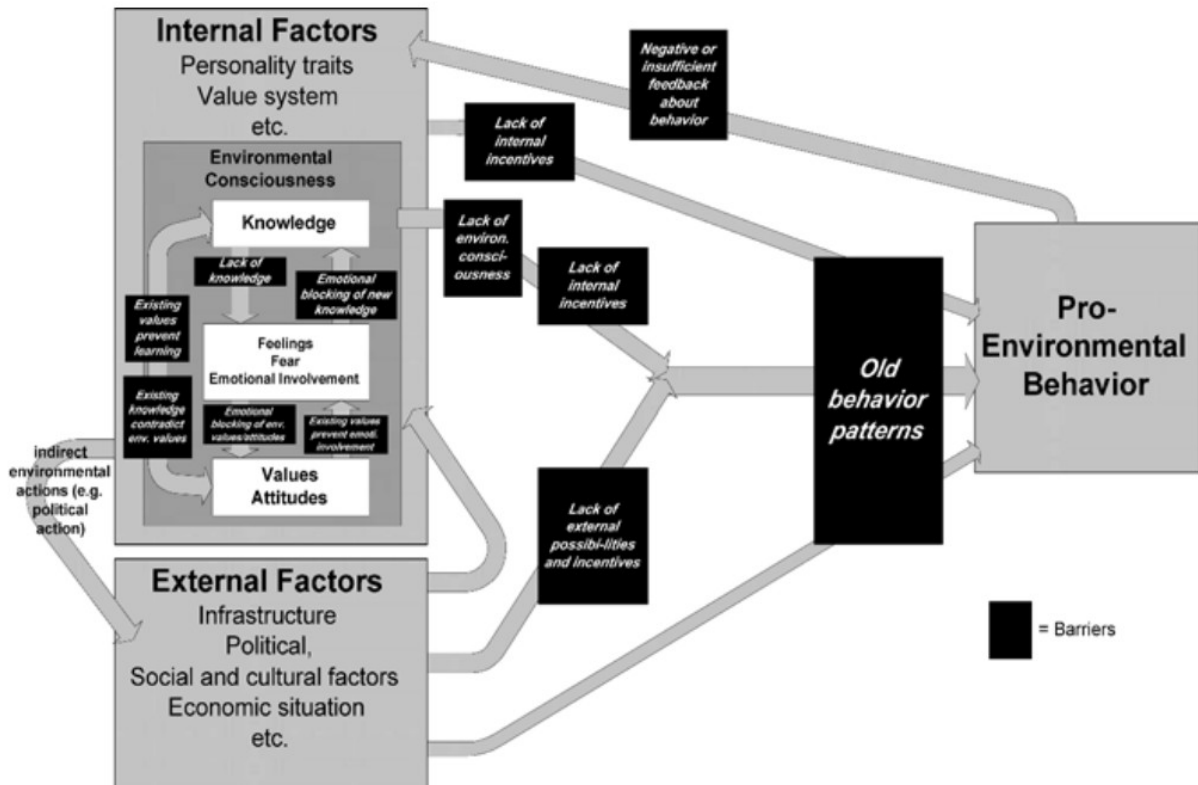 Internal Factors
Personality traits
Value system
etc.
Environmental
Consciousness
Knowledge
Lack of
knowledge
Emotional
blocking of new
knowledge
Existing
values
prevent
learning
Feelings
Fear
Emotional Involvement
Existing
knowledge
contradict
env. values
Emotional
blocking of env.
values/attitudes
Existing values
prevent emoti.
involvement
Values
Attitudes
indirect
environmental
actions (e.g.
political
action)
External Factors
Infrastructure
Political,
Social and cultural factors
Economic situation
etc.
Negative or
insufficient
feedback
about
behavior
Lack of
internal
incentives
Lack of
environ.
consci-
ousness
Lack of
internal
incentives
Lack of
external
possibi-lities
and incentives
Old
behavior
patterns
Pro-
Environmental
Behavior
= Barriers